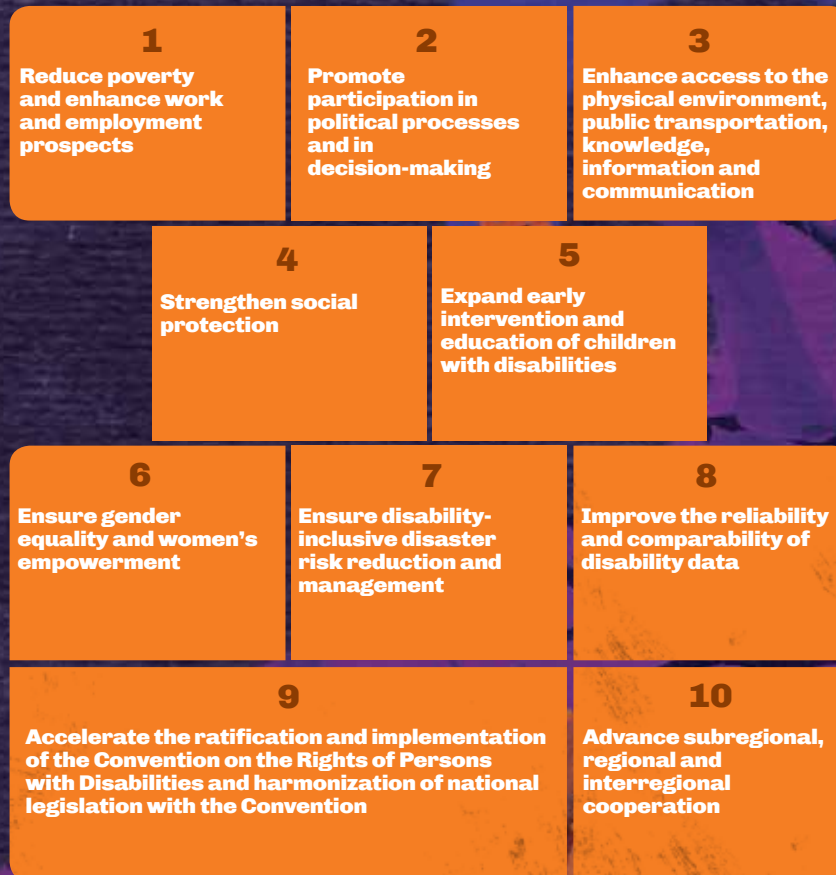 1
Reduce poverty
and enhance work
and employment
prospects
2
Promote
participation in
political processes
and in
decision-making
3
Enhance access to the
physical environment,
public transportation,
knowledge,
information and
communication
4
Strengthen social
protection
5
Expand early
intervention and
education of children
with disabilities
6
Ensure gender
equality and women’s
empowerment
7
Ensure disability-
inclusive disaster
risk reduction and
management
8
Improve the reliability
and comparability of
disability data
9
Accelerate the ratification and implementation
of the Convention on the Rights of Persons
with Disabilities and harmonization of national
legislation with the Convention
10
Advance subregional,
regional and
interregional
cooperation